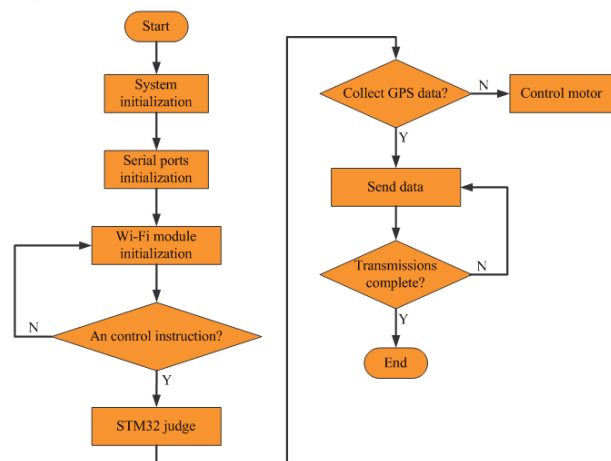 Start
System
initialization
Serial ports
initialization
Wi-Fi module
initialization
An control instruction?
N
Y
STM32 judge
Collect GPS data?
N
Control motor
Y
Send data
Transmissions
complete?
N
Y
End